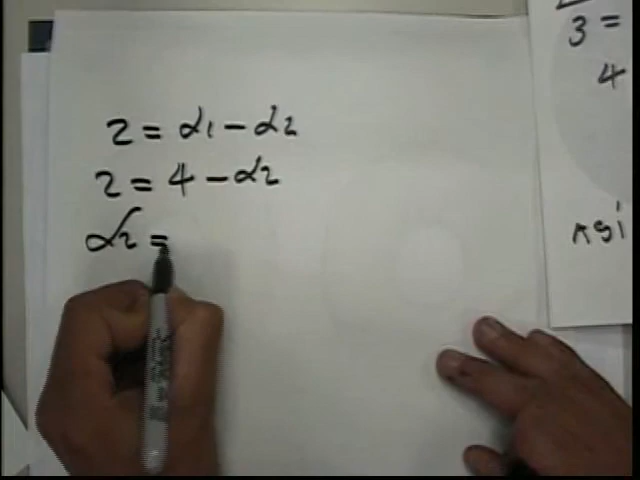 2 = α1 - α2
2 = 4 - α2
α2 =
3 =
4